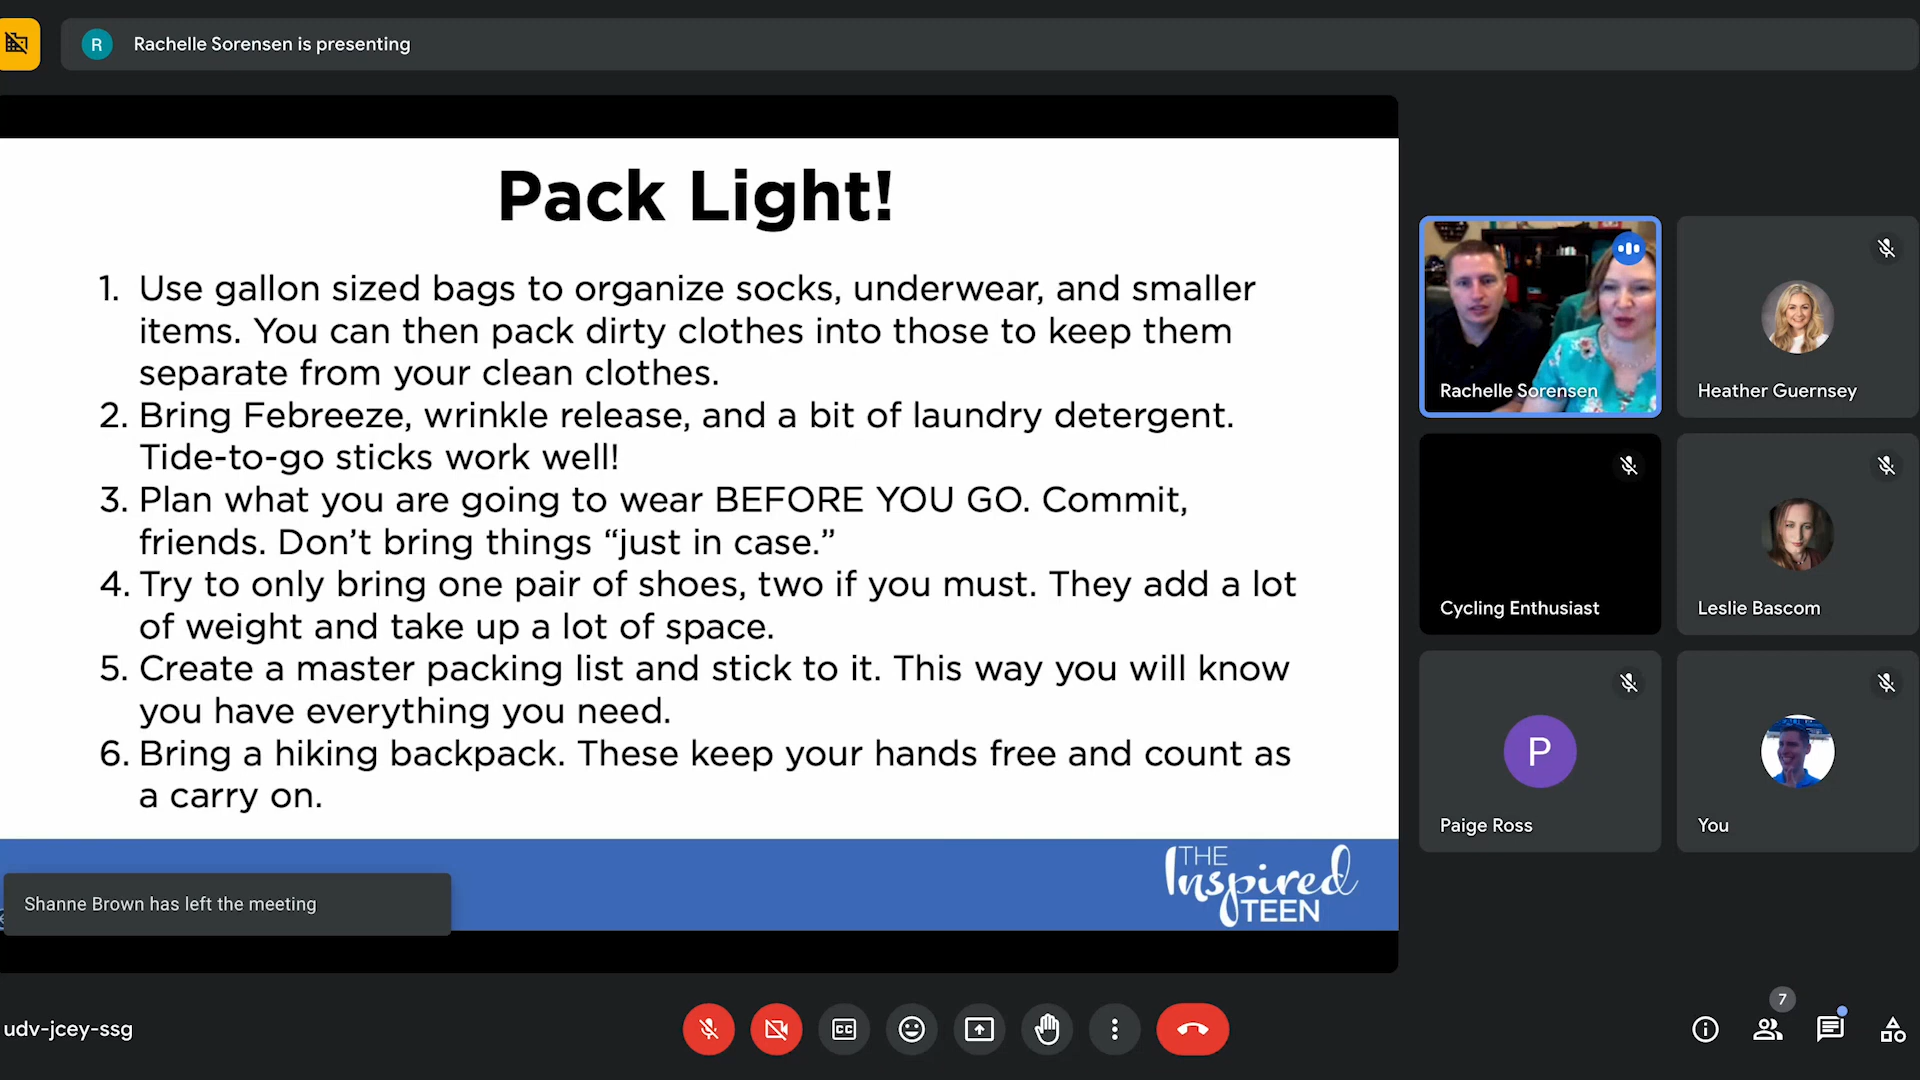 R Rachelle Sorensen is presenting
Pack Light!
1. Use gallon sized bags to organize socks, underwear, and smaller
items. You can then pack dirty clothes into those to keep them
separate from your clean clothes.
2. Bring Febreeze, wrinkle release, and a bit of laundry detergent.
Tide-to-go sticks work well!
3. Plan what you are going to wear BEFORE YOU GO. Commit,
friends. Don’t bring things “just in case.”
4. Try to only bring one pair of shoes, two if you must. They add a lot
of weight and take up a lot of space.
5. Create a master packing list and stick to it. This way you will know
you have everything you need.
6. Bring a hiking backpack. These keep your hands free and count as
a carry on.
THE
Inspired
TEEN
Shanne Brown has left the meeting
Rachelle Sorensen
Heather Guernsey
Cycling Enthusiast
Leslie Bascom
P
Paige Ross
You
udv-jcey-ssg
CC
7